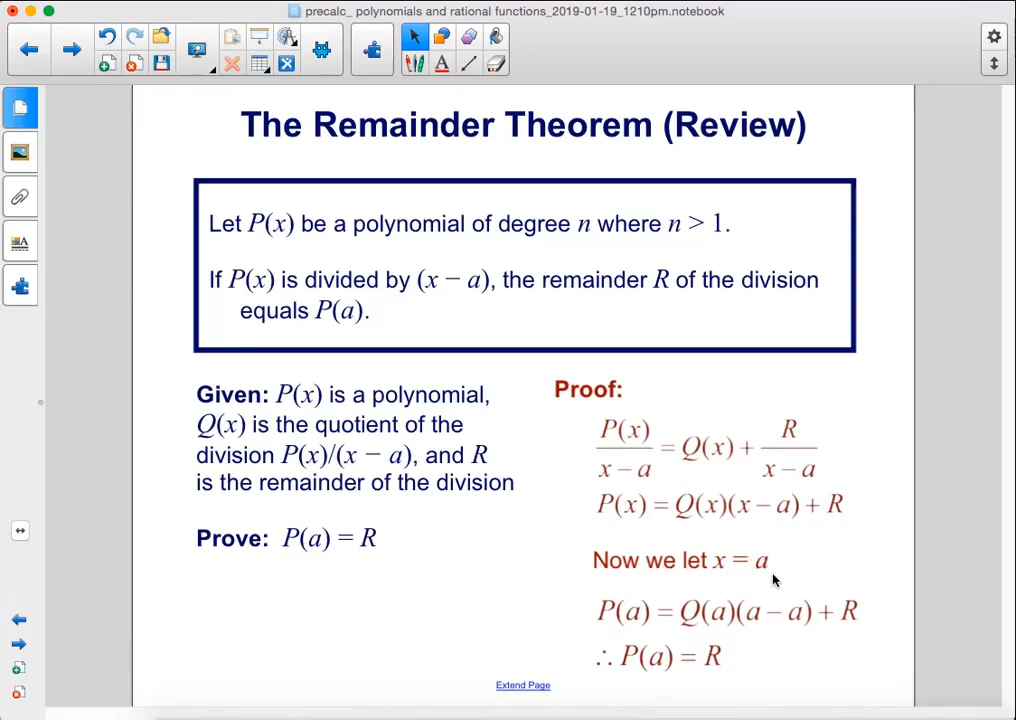 precalc_ polynomials and rational functions_2019-01-19_1210pm.notebook
The Remainder Theorem (Review)
Let P(x) be a polynomial of degree n where n > 1.
If P(x) is divided by (x − a), the remainder R of the division
equals P(a).
Given: P(x) is a polynomial,
Q(x) is the quotient of the
division P(x)/(x − a), and R
is the remainder of the division
Prove: P(a) = R
Proof:
P(x)/(x − a) = Q(x) + R/(x − a)
P(x) = Q(x)(x − a) + R
Now we let x = a
P(a) = Q(a)(a − a) + R
∴ P(a) = R
Extend Page